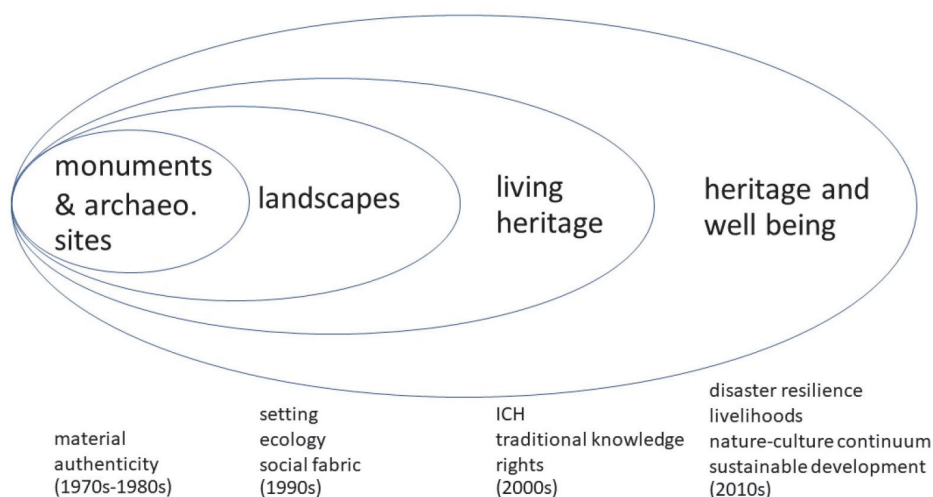 monuments
& archaeo.
sites
landscapes
living
heritage
heritage and
well being
material
authenticity
(1970s-1980s)
setting
ecology
social fabric
(1990s)
ICH
traditional knowledge
rights
(2000s)
disaster resilience
livelihoods
nature-culture continuum
sustainable development
(2010s)